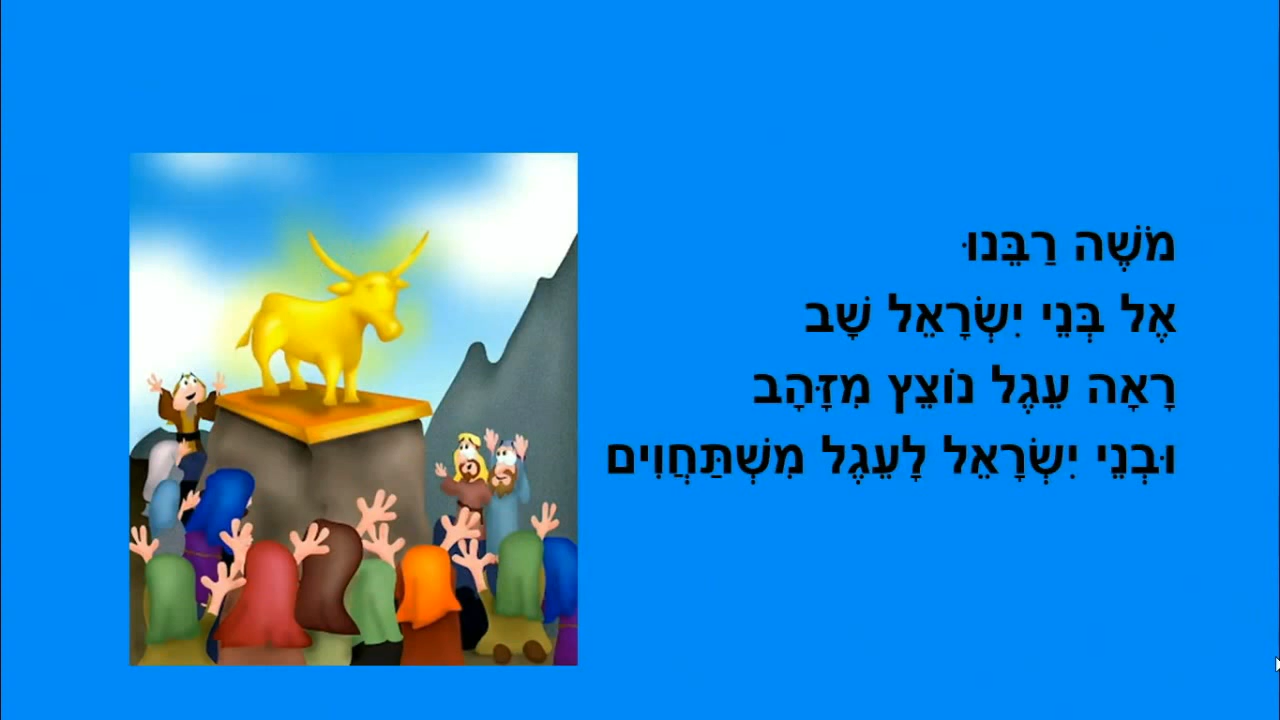 מֹשֶׁה רַבֵּנוּ
אֶל בְּנֵי יִשְׂרָאֵל שָׁב
רָאָה עֵגֶל נוֹצֵץ מִזָּהָב
וּבְנֵי יִשְׂרָאֵל לָעֵגֶל מִשְׁתַּחֲוִים